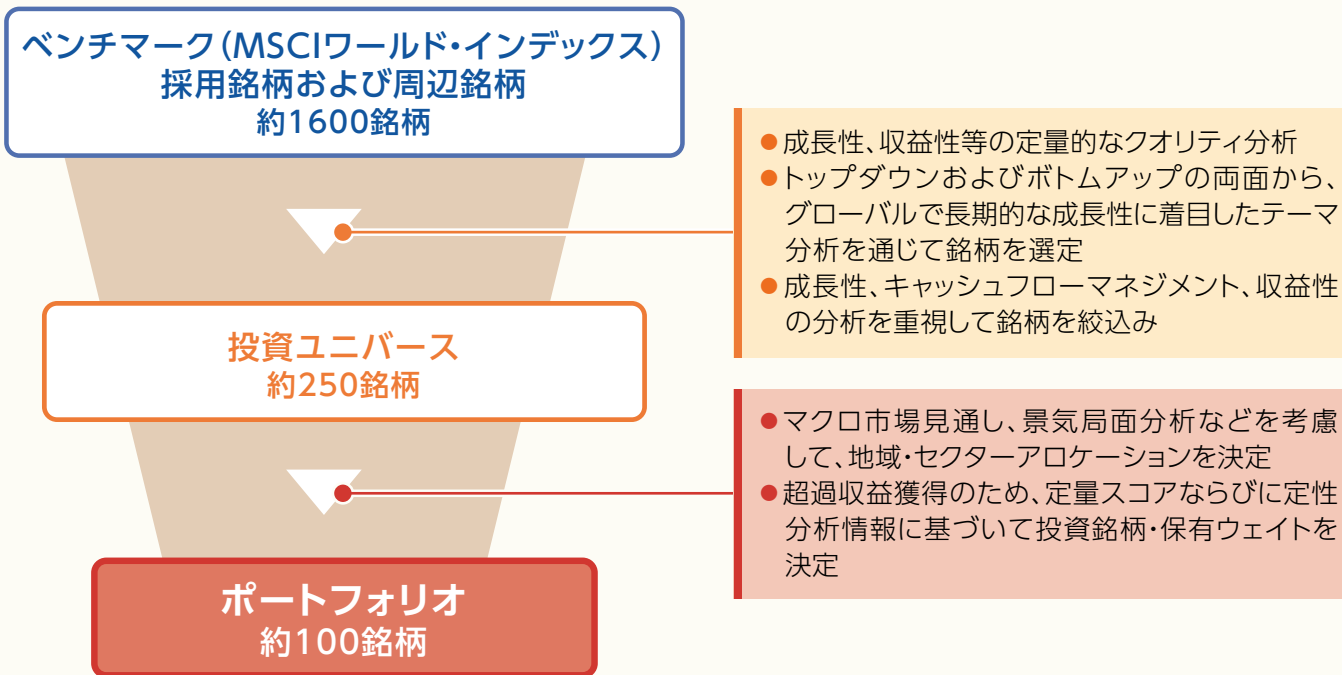 ベンチマーク(MSCIワールド・インデックス)
採用銘柄および周辺銘柄
約1600銘柄
●成長性、収益性等の定量的なクオリティ分析
●トップダウンおよびボトムアップの両面から、
グローバルで長期的な成長性に着目したテーマ
分析を通じて銘柄を選定
●成長性、キャッシュフローマネジメント、収益性
の分析を重視して銘柄を絞込み
投資ユニバース
約250銘柄
●マクロ市場見通し、景気局面分析などを考慮
して、地域・セクターアロケーションを決定
●超過収益獲得のため、定量スコアならびに定性
分析情報に基づいて投資銘柄・保有ウェイトを
決定
ポートフォリオ
約100銘柄